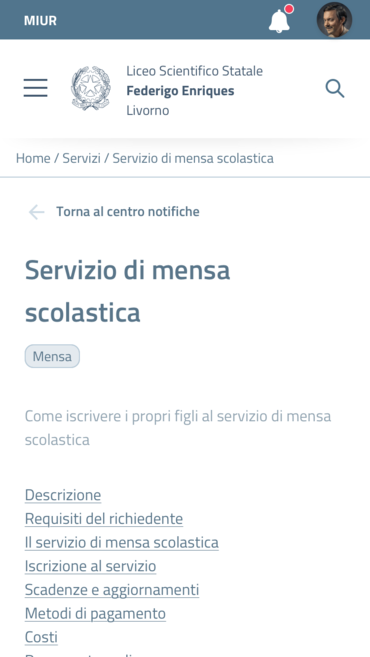 MIUR
Liceo Scientifico Statale
Federigo Enriques
Livorno
Home / Servizi / Servizio di mensa scolastica
Torna al centro notifiche
Servizio di mensa
scolastica
Mensa
Come iscrivere i propri figli al servizio di mensa
scolastica
Descrizione
Requisiti del richiedente
Il servizio di mensa scolastica
Iscrizione al servizio
Scadenze e aggiornamenti
Metodi di pagamento
Costi